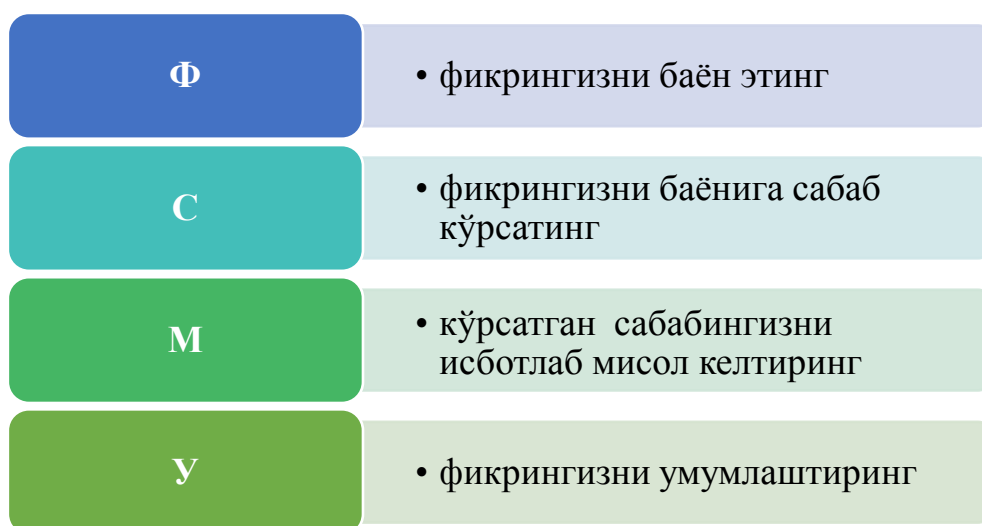 Ф
• фикрингизни баён этинг
С
• фикрингизни баёнига сабаб
кўрсатинг
М
• кўрсатган сабабингизни
исботлаб мисол келтиринг
У
• фикрингизни умумлаштиринг